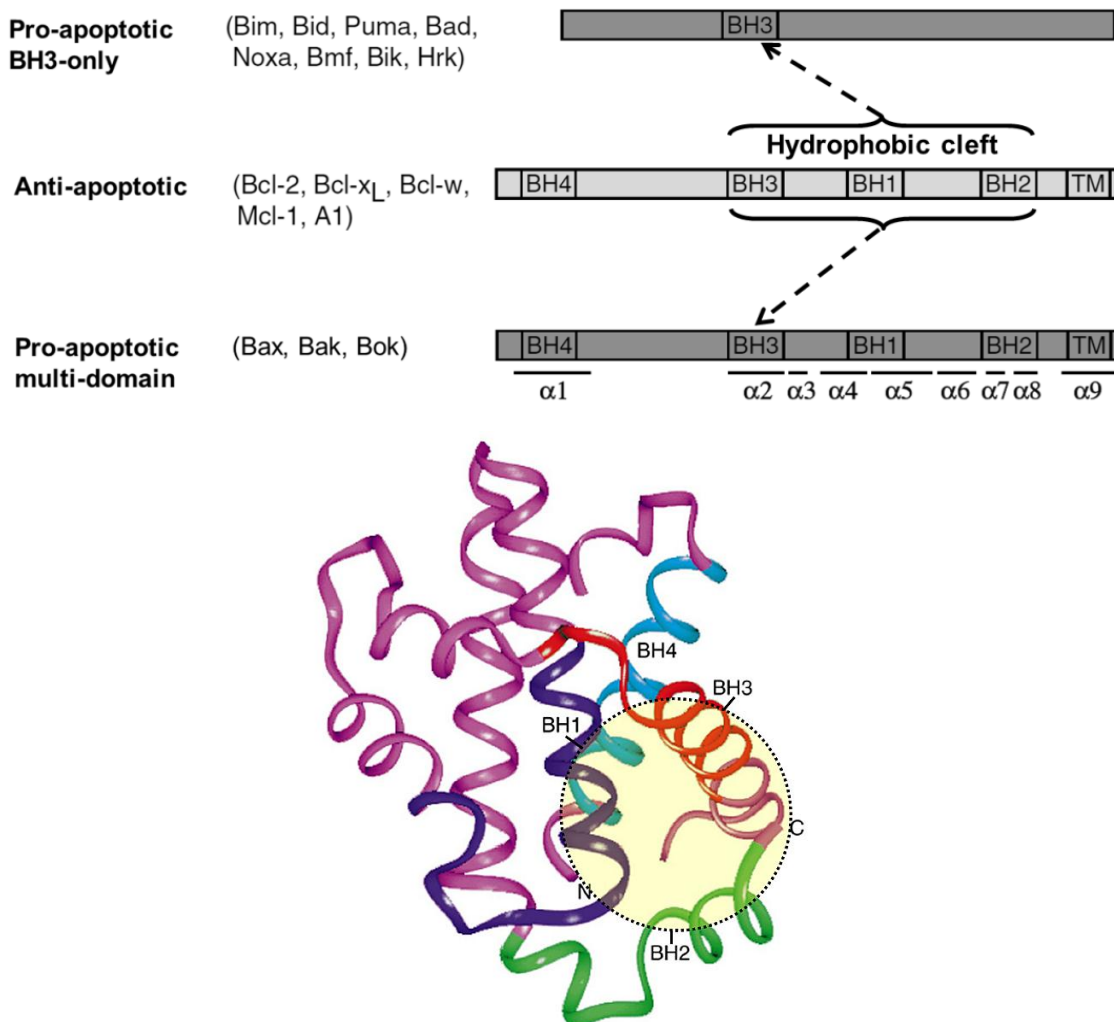 Pro-apoptotic (Bim, Bid, Puma, Bad, BH3
BH3-only Noxa, Bmf, Bik, Hrk)
Hydrophobic cleft
Anti-apoptotic (Bcl-2, Bcl-xL, Bcl-w, BH4 BH3 BH1 BH2 TM
Mcl-1, A1)
Pro-apoptotic (Bax, Bak, Bok) BH4 BH3 BH1 BH2 TM
multi-domain
α1 α2 α3 α4 α5 α6 α7 α8 α9
BH4
BH3
BH1
C
N
BH2